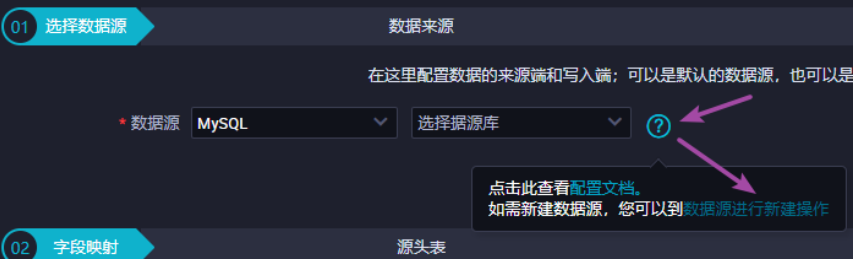 01 选择数据源 数据来源
在这里配置数据的来源端和写入端；可以是默认的数据源，也可以是
* 数据源 MySQL 选择据源库 ?
点击此查看配置文档。
如需新建数据源，您可以到数据源进行新建操作
02 字段映射 源头表